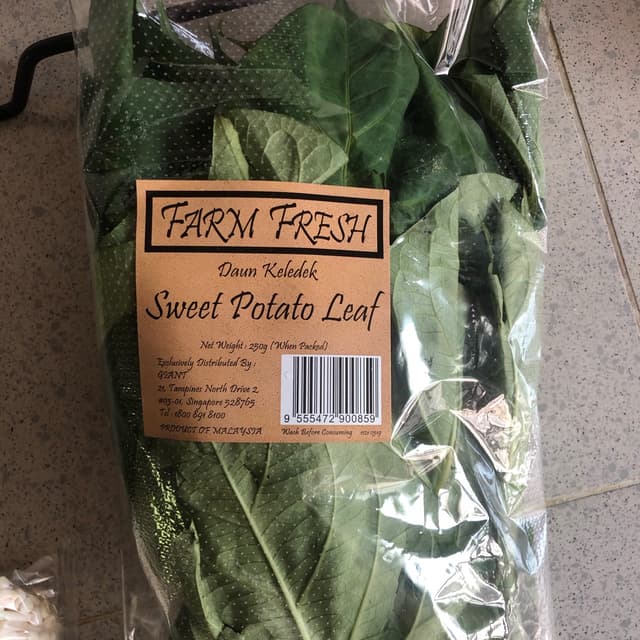 FARM FRESH
Daun Keledek
Sweet Potato Leaf
Net Weight : 250g (When Packed)
Exclusively Distributed By :
GIANT
21 Tampines North Drive 2
#03-01. Singapore 528765
Tel : 1800 891 8100
PRODUCT OF MALAYSIA
9 555472 900859
Wash Before Consuming